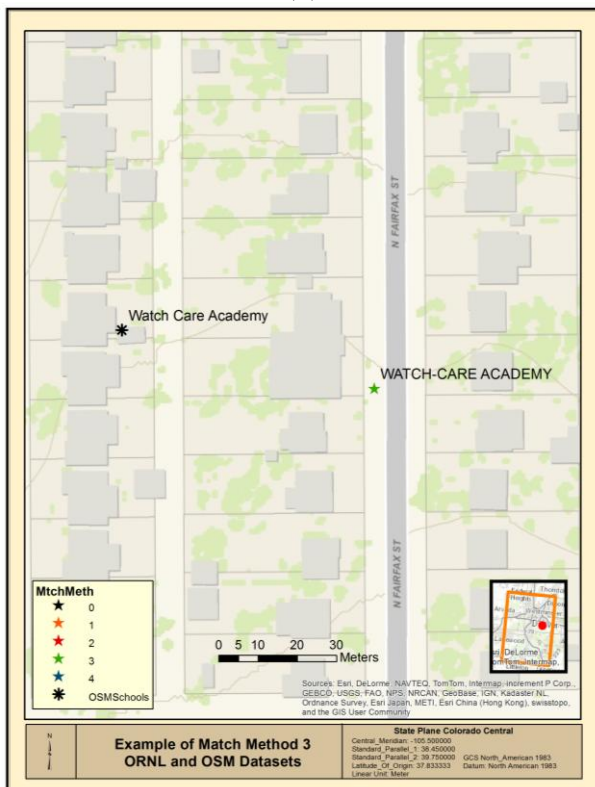 N FAIRFAX ST
Watch Care Academy
WATCH-CARE ACADEMY
N FAIRFAX ST
MtchMeth
0
1
2
3
4
OSMSchools
0 5 10 20 30
Meters
Sources: Esri, DeLorme, NAVTEQ, TomTom, Intermap, increment P Corp.,
GEBCO, USGS, FAO, NPS, NRCAN, GeoBase, IGN, Kadaster NL,
Ordnance Survey, Esri Japan, METI, Esri China (Hong Kong), swisstopo,
and the GIS User Community
N
Example of Match Method 3
ORNL and OSM Datasets
State Plane Colorado Central
Central_Meridian: -105.500000
Standard_Parallel_1: 38.450000
Standard_Parallel_2: 39.750000 GCS North_American 1983
Latitude_Of_Origin: 37.833333 Datum: North American 1983
Linear Unit: Meter